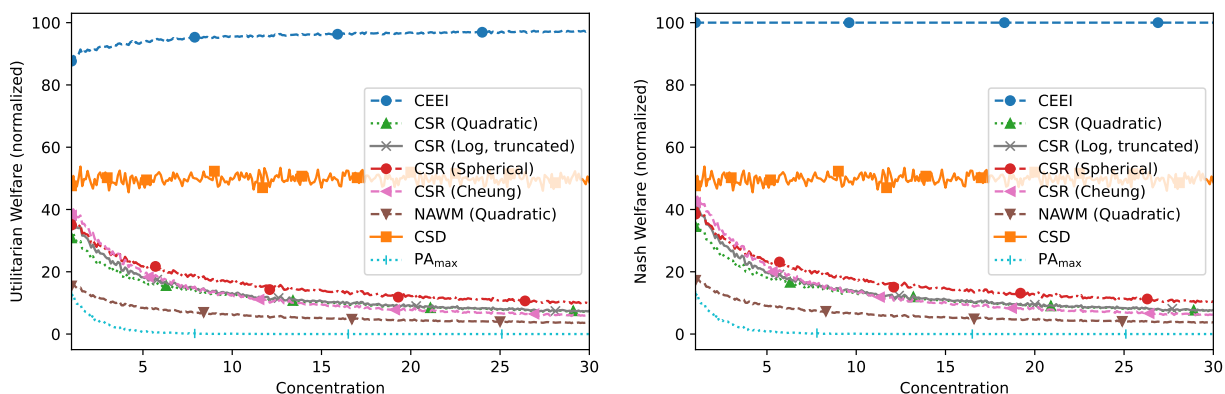 100
80
60
40
20
0
Utilitarian Welfare (normalized)
CEEI
CSR (Quadratic)
CSR (Log, truncated)
CSR (Spherical)
CSR (Cheung)
NAWM (Quadratic)
CSD
PAmax
5 10 15 20 25 30
Concentration
100
80
60
40
20
0
Nash Welfare (normalized)
CEEI
CSR (Quadratic)
CSR (Log, truncated)
CSR (Spherical)
CSR (Cheung)
NAWM (Quadratic)
CSD
PAmax
5 10 15 20 25 30
Concentration